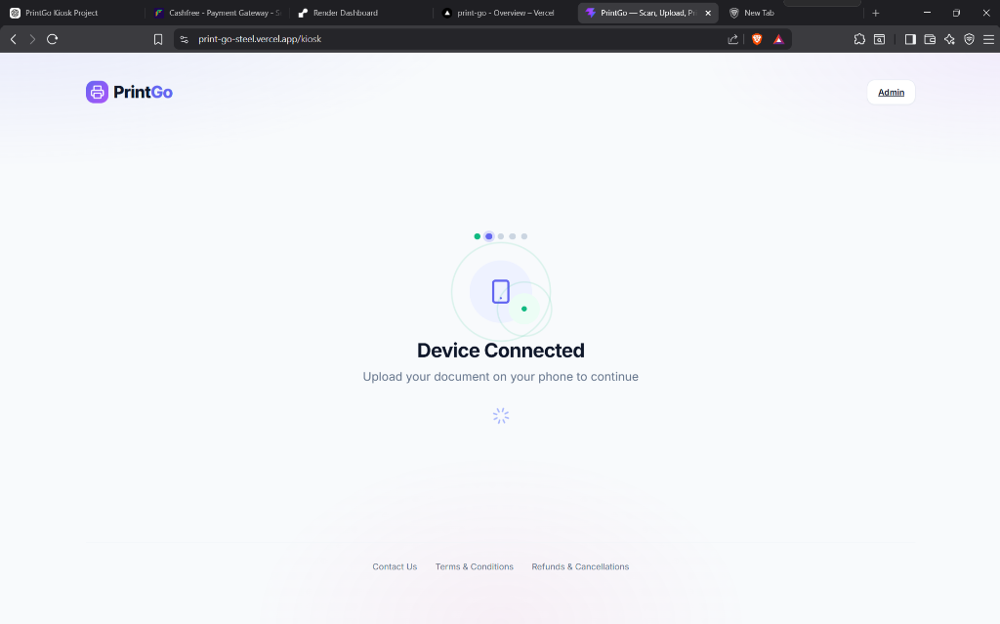 PrintGo Kiosk Project
Cashfree - Payment Gateway - S
Render Dashboard
print-go - Overview – Vercel
PrintGo — Scan, Upload, P
New Tab
print-go-steel.vercel.app/kiosk
PrintGo
Admin
Device Connected
Upload your document on your phone to continue
Contact Us
Terms & Conditions
Refunds & Cancellations